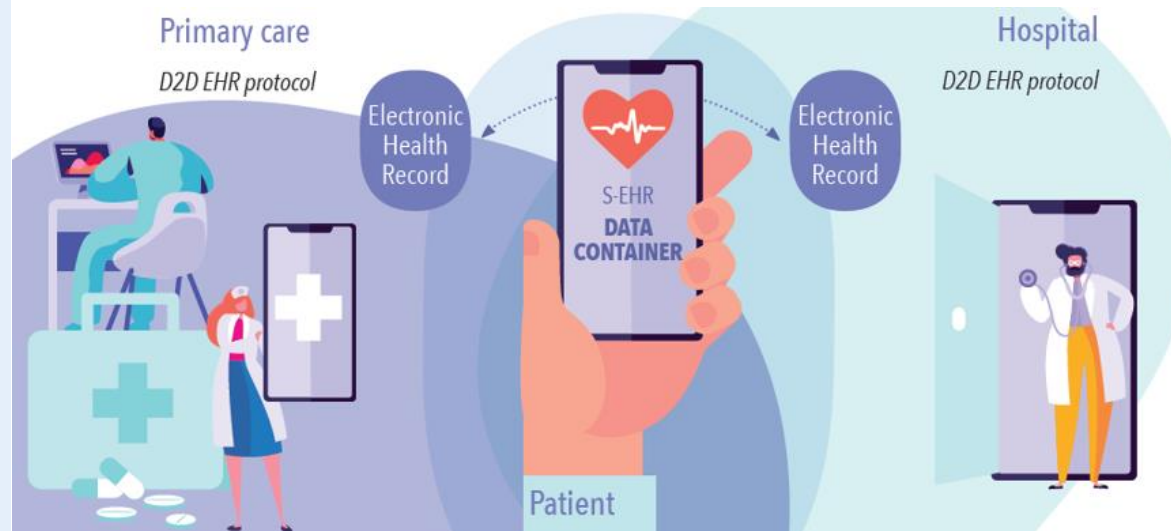 Primary care
D2D EHR protocol
Electronic
Health
Record
S-EHR
DATA
CONTAINER
Electronic
Health
Record
Hospital
D2D EHR protocol
Patient